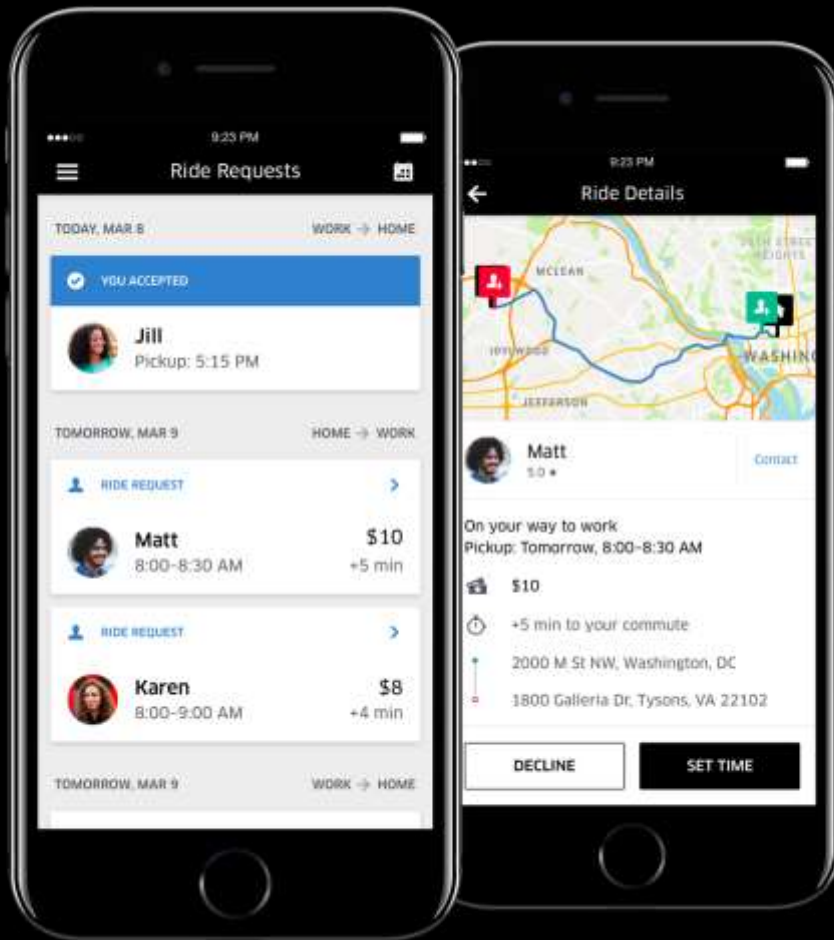 9:23 PM
Ride Requests
TODAY, MAR 8 WORK → HOME
YOU ACCEPTED
Jill
Pickup: 5:15 PM
TOMORROW, MAR 9 HOME → WORK
RIDE REQUEST
Matt $10
8:00-8:30 AM +5 min
RIDE REQUEST
Karen $8
8:00-9:00 AM +4 min
TOMORROW, MAR 9 WORK → HOME
9:23 PM
Ride Details
MCLEAN
HEIGHTS
IDYLWOOD
WASHING
JEFFERSON
Matt
5.0 ★
Contact
On your way to work
Pickup: Tomorrow, 8:00-8:30 AM
$10
+5 min to your commute
2000 M St NW, Washington, DC
1800 Galleria Dr, Tysons, VA 22102
DECLINE SET TIME